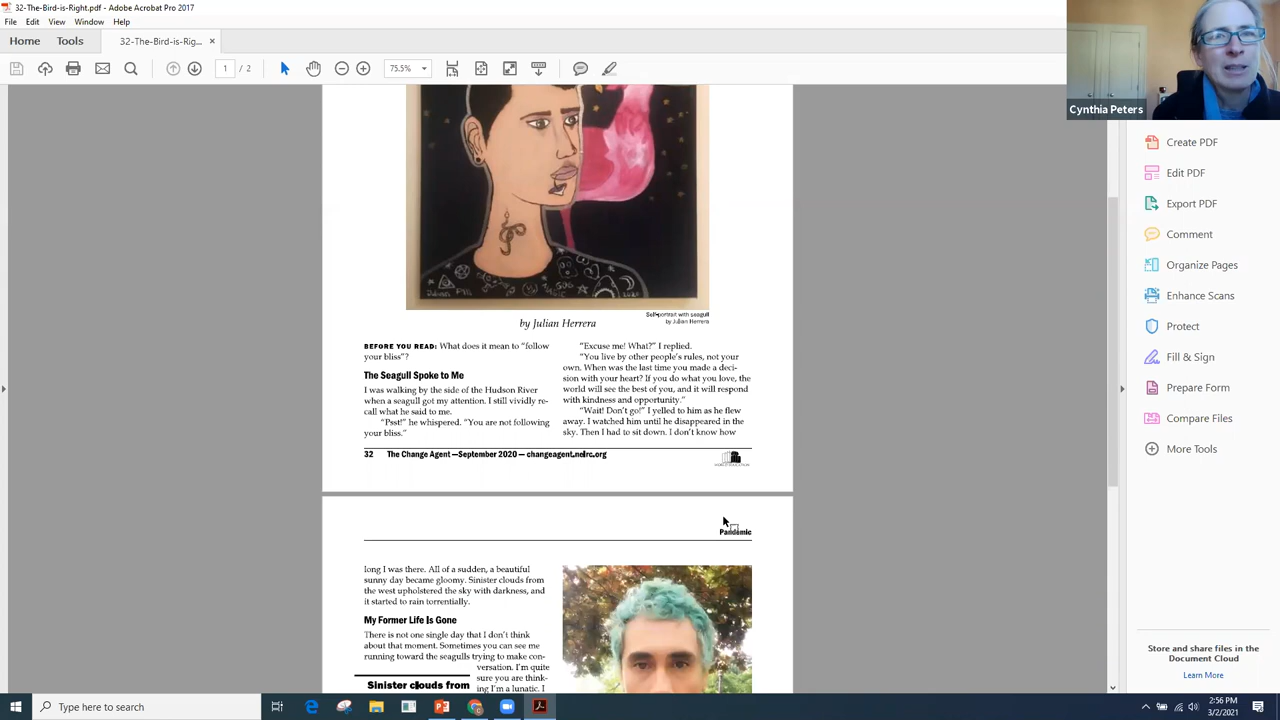 32-The-Bird-is-Right.pdf - Adobe Acrobat Pro 2017
File Edit View Window Help
Home Tools 32-The-Bird-is-Rig... ×
1 / 2 75.5%
Cynthia Peters
by Julian Herrera
Self-portrait with seagull
by Julian Herrera
BEFORE YOU READ: What does it mean to “follow
your bliss”?
The Seagull Spoke to Me
I was walking by the side of the Hudson River
when a seagull got my attention. I still vividly re-
call what he said to me.
“Psst!” he whispered. “You are not following
your bliss.”
“Excuse me! What?” I replied.
“You live by other people’s rules, not your
own. When was the last time you made a deci-
sion with your heart? If you do what you love, the
world will see the best of you, and it will respond
with kindness and opportunity.”
“Wait! Don’t go!” I yelled to him as he flew
away. I watched him until he disappeared in the
sky. Then I had to sit down. I don’t know how
32 The Change Agent — September 2020 — changeagent.nelrc.org
WORLD EDUCATION
Pandemic
long I was there. All of a sudden, a beautiful
sunny day became gloomy. Sinister clouds from
the west upholstered the sky with darkness, and
it started to rain torrentially.
My Former Life Is Gone
There is not one single day that I don’t think
about that moment. Sometimes you can see me
running toward the seagulls trying to make con-
versation. I’m quite
sure you are think-
ing I’m a lunatic. I
Sinister clouds from
Create PDF
Edit PDF
Export PDF
Comment
Organize Pages
Enhance Scans
Protect
Fill & Sign
Prepare Form
Compare Files
More Tools
Store and share files in the
Document Cloud
Learn More
Type here to search
2:56 PM
3/2/2021